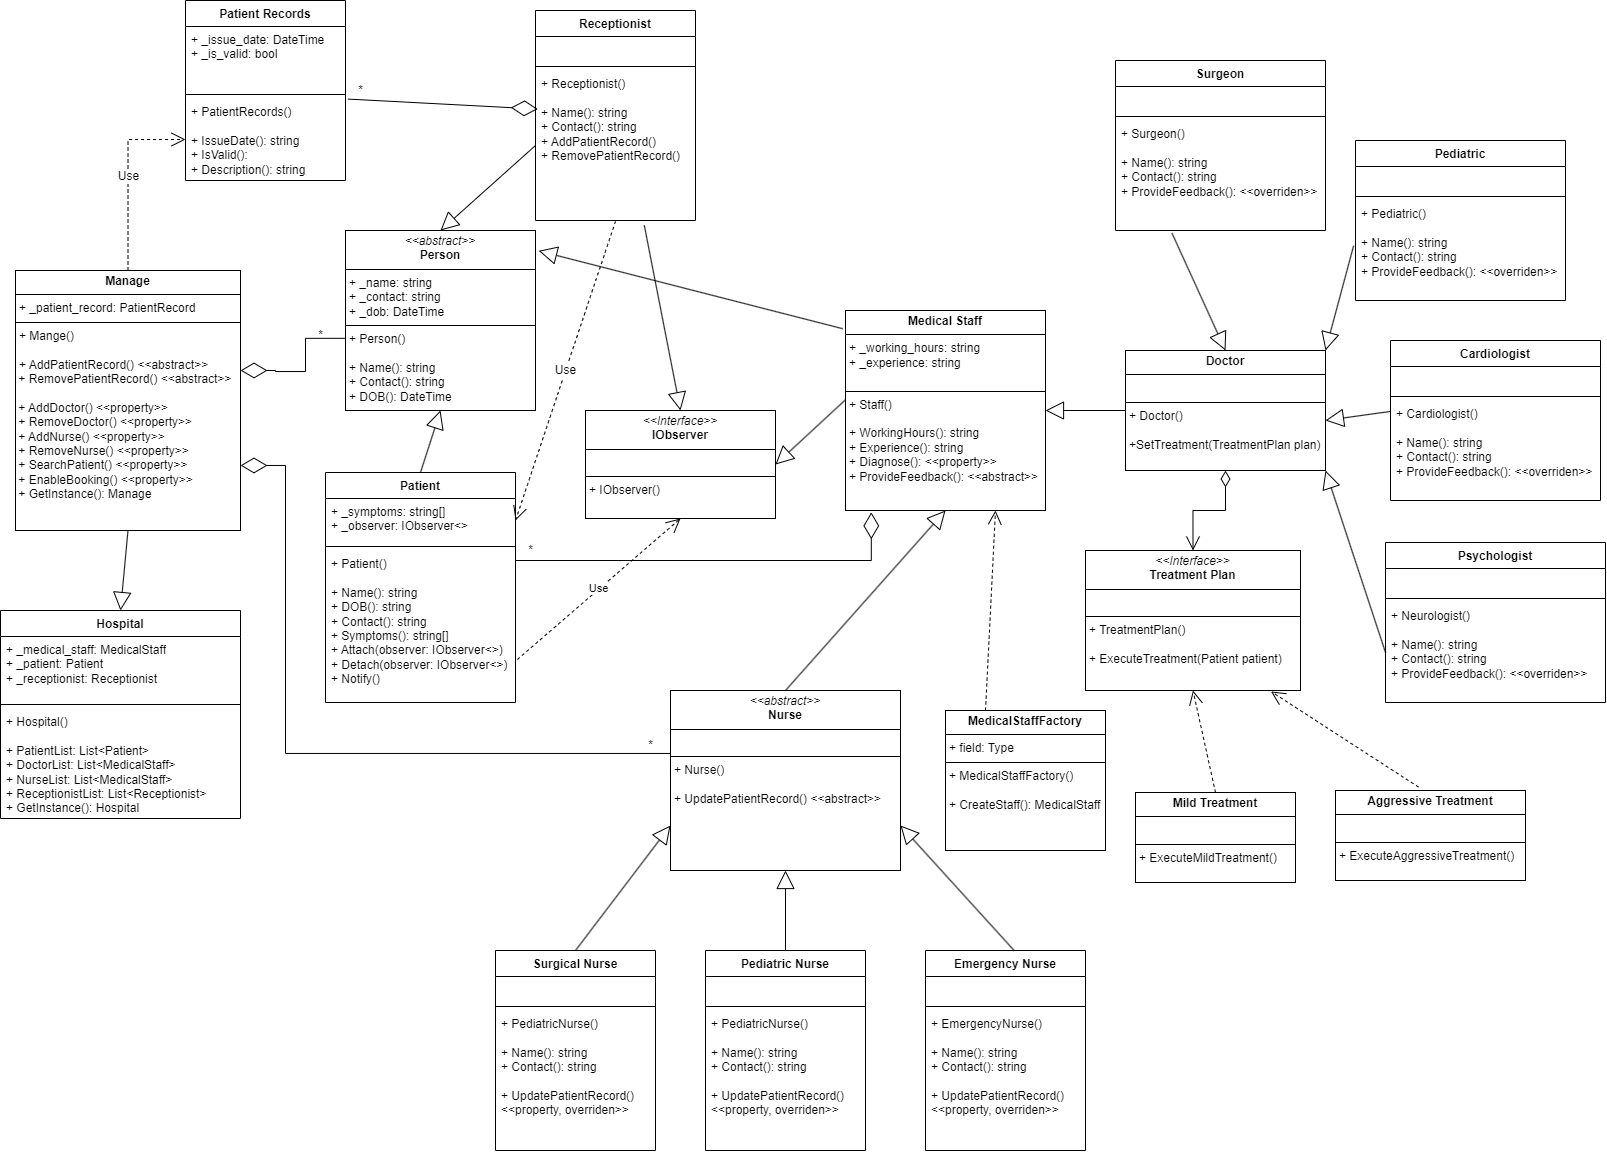 Patient Records
+ _issue_date: DateTime
+ _is_valid: bool
+ PatientRecords()
+ IssueDate(): string
+ IsValid():
+ Description(): string
*
Use
Receptionist
+ Receptionist()
+ Name(): string
+ Contact(): string
+ AddPatientRecord()
+ RemovePatientRecord()
Surgeon
+ Surgeon()
+ Name(): string
+ Contact(): string
+ ProvideFeedback(): <<overriden>>
Pediatric
+ Pediatric()
+ Name(): string
+ Contact(): string
+ ProvideFeedback(): <<overriden>>
Manage
+ _patient_record: PatientRecord
+ Mange()
+ AddPatientRecord() <<abstract>>
+ RemovePatientRecord() <<abstract>>
+ AddDoctor() <<property>>
+ RemoveDoctor() <<property>>
+ AddNurse() <<property>>
+ RemoveNurse() <<property>>
+ SearchPatient() <<property>>
+ EnableBooking() <<property>>
+ GetInstance(): Manage
*
<<abstract>>
Person
+ _name: string
+ _contact: string
+ _dob: DateTime
+ Person()
+ Name(): string
+ Contact(): string
+ DOB(): DateTime
Use
Medical Staff
+ _working_hours: string
+ _experience: string
+ Staff()
+ WorkingHours(): string
+ Experience(): string
+ Diagnose(): <<property>>
+ ProvideFeedback(): <<abstract>>
Doctor
+ Doctor()
+SetTreatment(TreatmentPlan plan)
Cardiologist
+ Cardiologist()
+ Name(): string
+ Contact(): string
+ ProvideFeedback(): <<overriden>>
<<Interface>>
IObserver
+ IObserver()
Patient
+ _symptoms: string[]
+ _observer: IObserver<>
+ Patient()
+ Name(): string
+ DOB(): string
+ Contact(): string
+ Symptoms(): string[]
+ Attach(observer: IObserver<>)
+ Detach(observer: IObserver<>)
+ Notify()
*
Use
<<Interface>>
Treatment Plan
+ TreatmentPlan()
+ ExecuteTreatment(Patient patient)
Psychologist
+ Neurologist()
+ Name(): string
+ Contact(): string
+ ProvideFeedback(): <<overriden>>
Hospital
+ _medical_staff: MedicalStaff
+ _patient: Patient
+ _receptionist: Receptionist
+ Hospital()
+ PatientList: List<Patient>
+ DoctorList: List<MedicalStaff>
+ NurseList: List<MedicalStaff>
+ ReceptionistList: List<Receptionist>
+ GetInstance(): Hospital
*
<<abstract>>
Nurse
+ Nurse()
+ UpdatePatientRecord() <<abstract>>
MedicalStaffFactory
+ field: Type
+ MedicalStaffFactory()
+ CreateStaff(): MedicalStaff
Mild Treatment
+ ExecuteMildTreatment()
Aggressive Treatment
+ ExecuteAggressiveTreatment()
Surgical Nurse
+ PediatricNurse()
+ Name(): string
+ Contact(): string
+ UpdatePatientRecord()
<<property, overriden>>
Pediatric Nurse
+ PediatricNurse()
+ Name(): string
+ Contact(): string
+ UpdatePatientRecord()
<<property, overriden>>
Emergency Nurse
+ EmergencyNurse()
+ Name(): string
+ Contact(): string
+ UpdatePatientRecord()
<<property, overriden>>